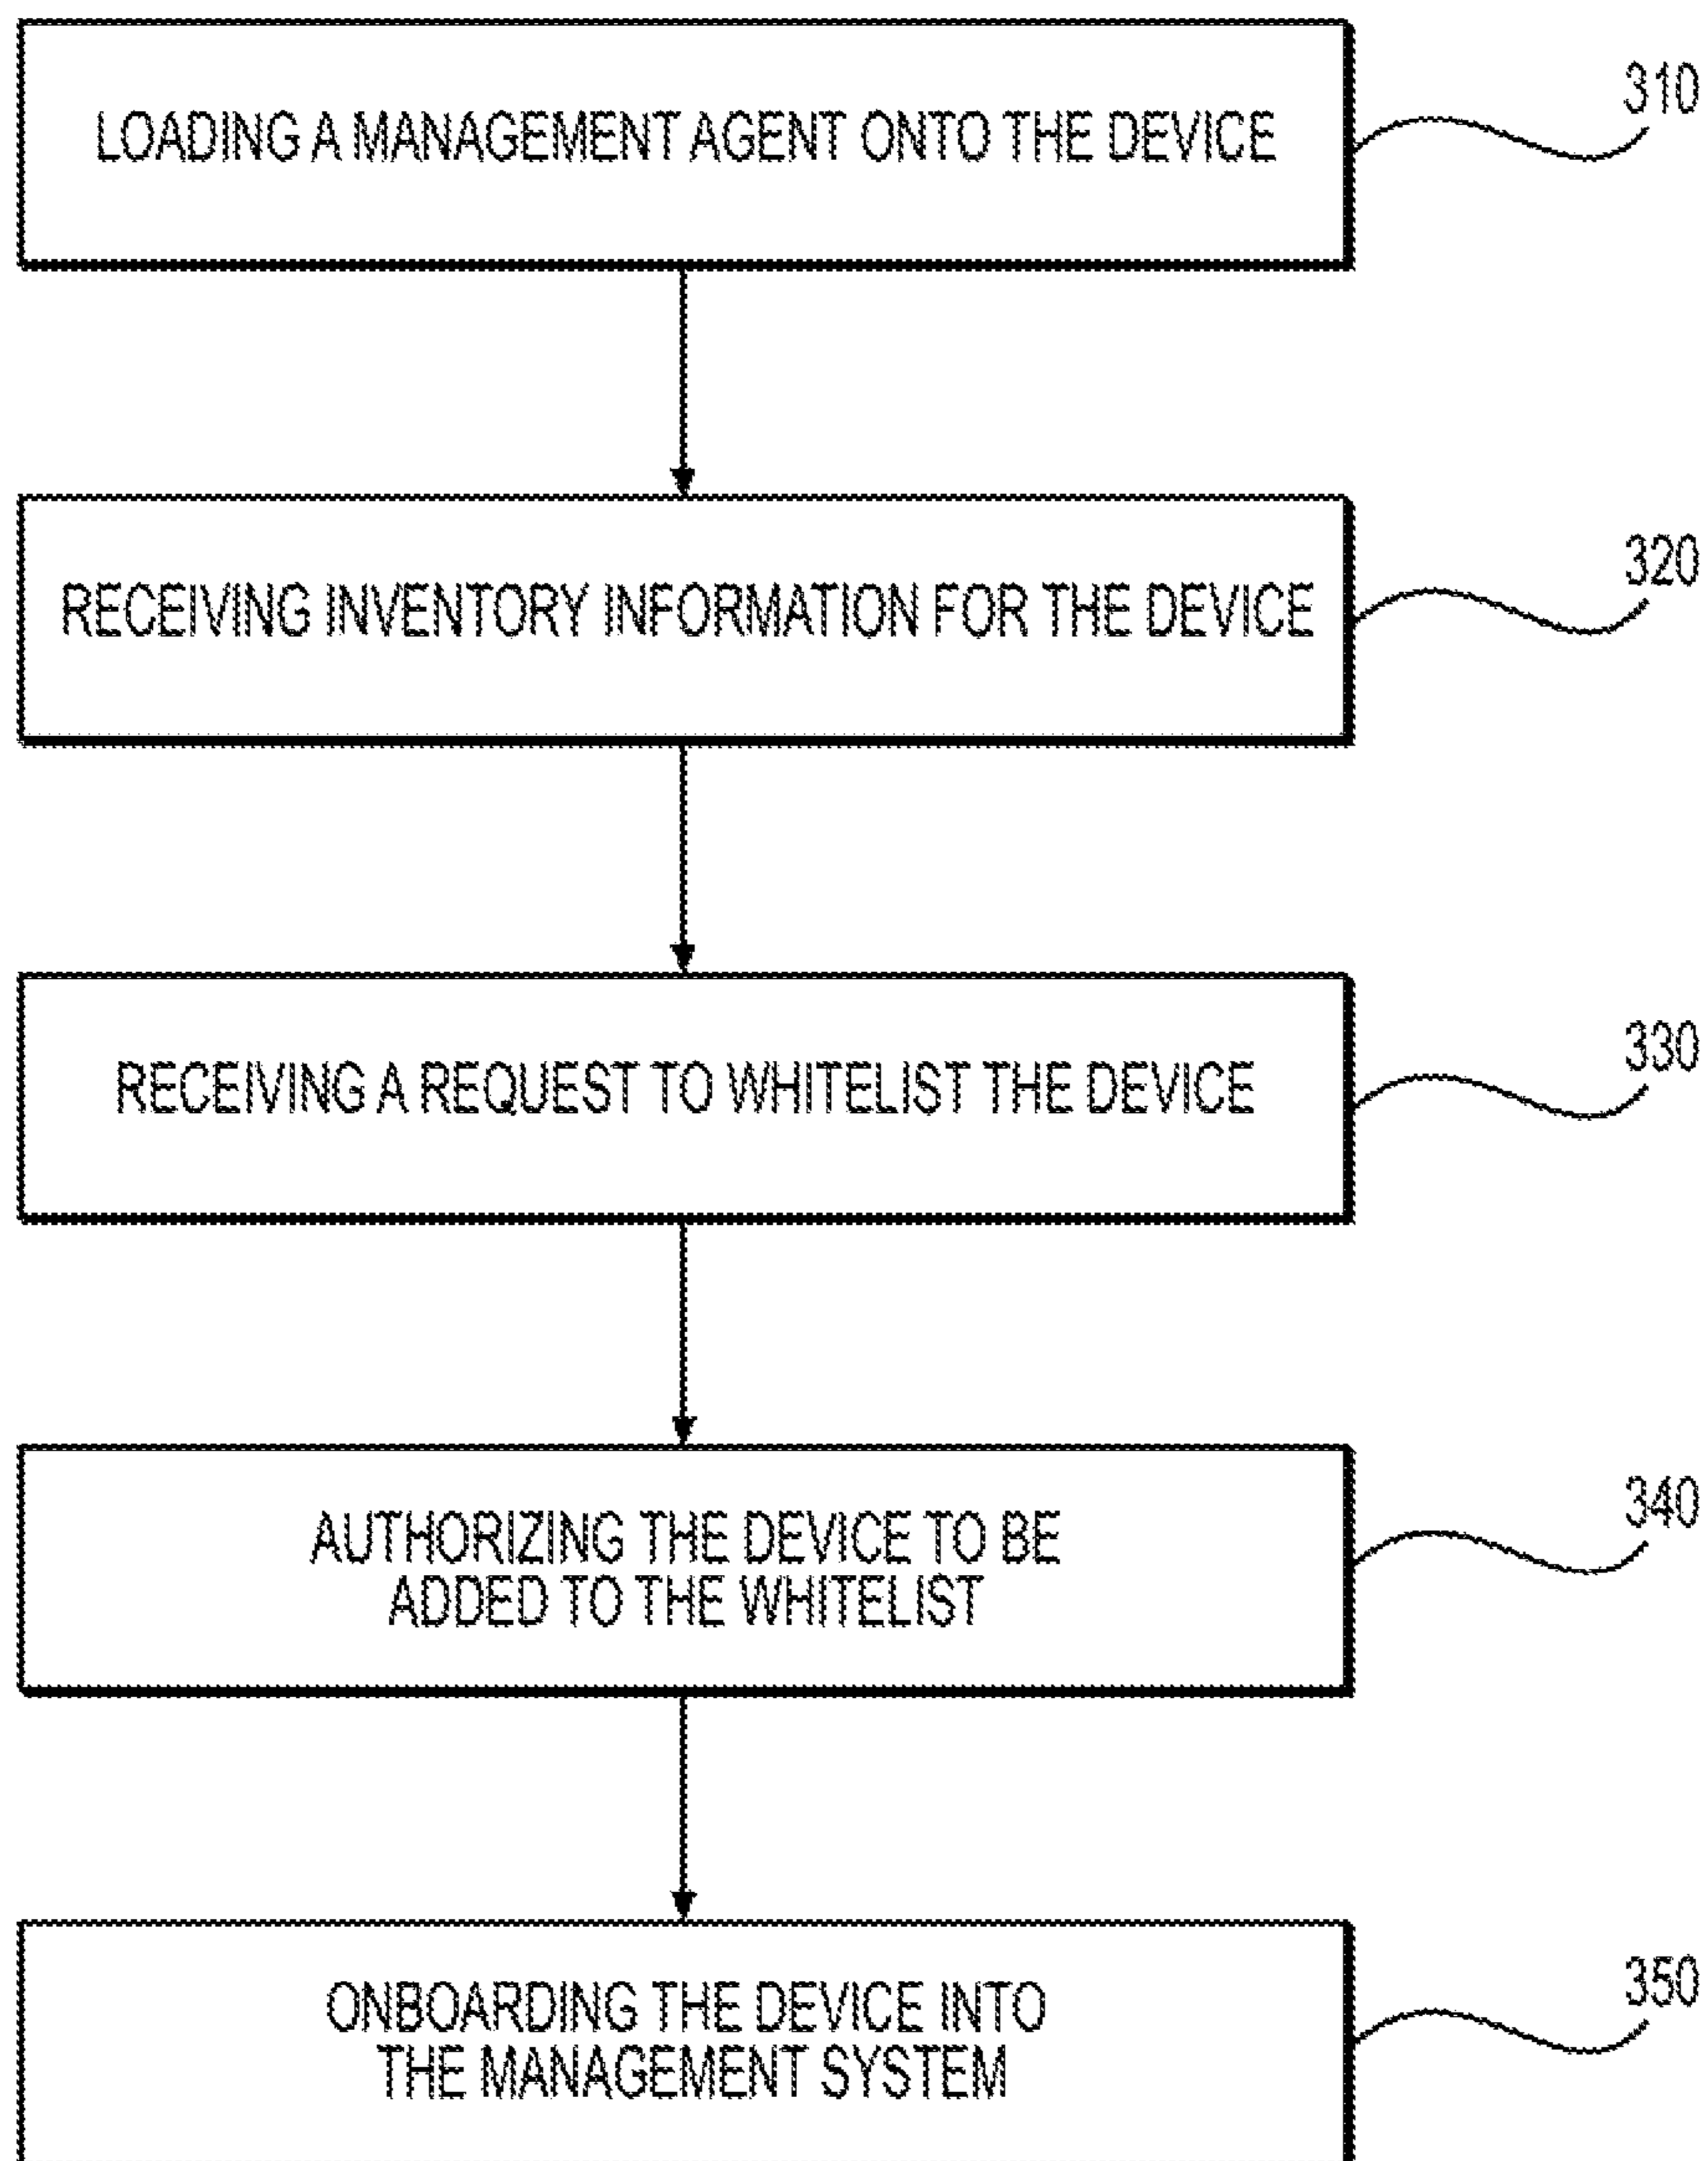 LOADING A MANAGEMENT AGENT ONTO THE DEVICE
310
RECEIVING INVENTORY INFORMATION FOR THE DEVICE
320
RECEIVING A REQUEST TO WHITELIST THE DEVICE
330
AUTHORIZING THE DEVICE TO BE
ADDED TO THE WHITELIST
340
ONBOARDING THE DEVICE INTO
THE MANAGEMENT SYSTEM
350